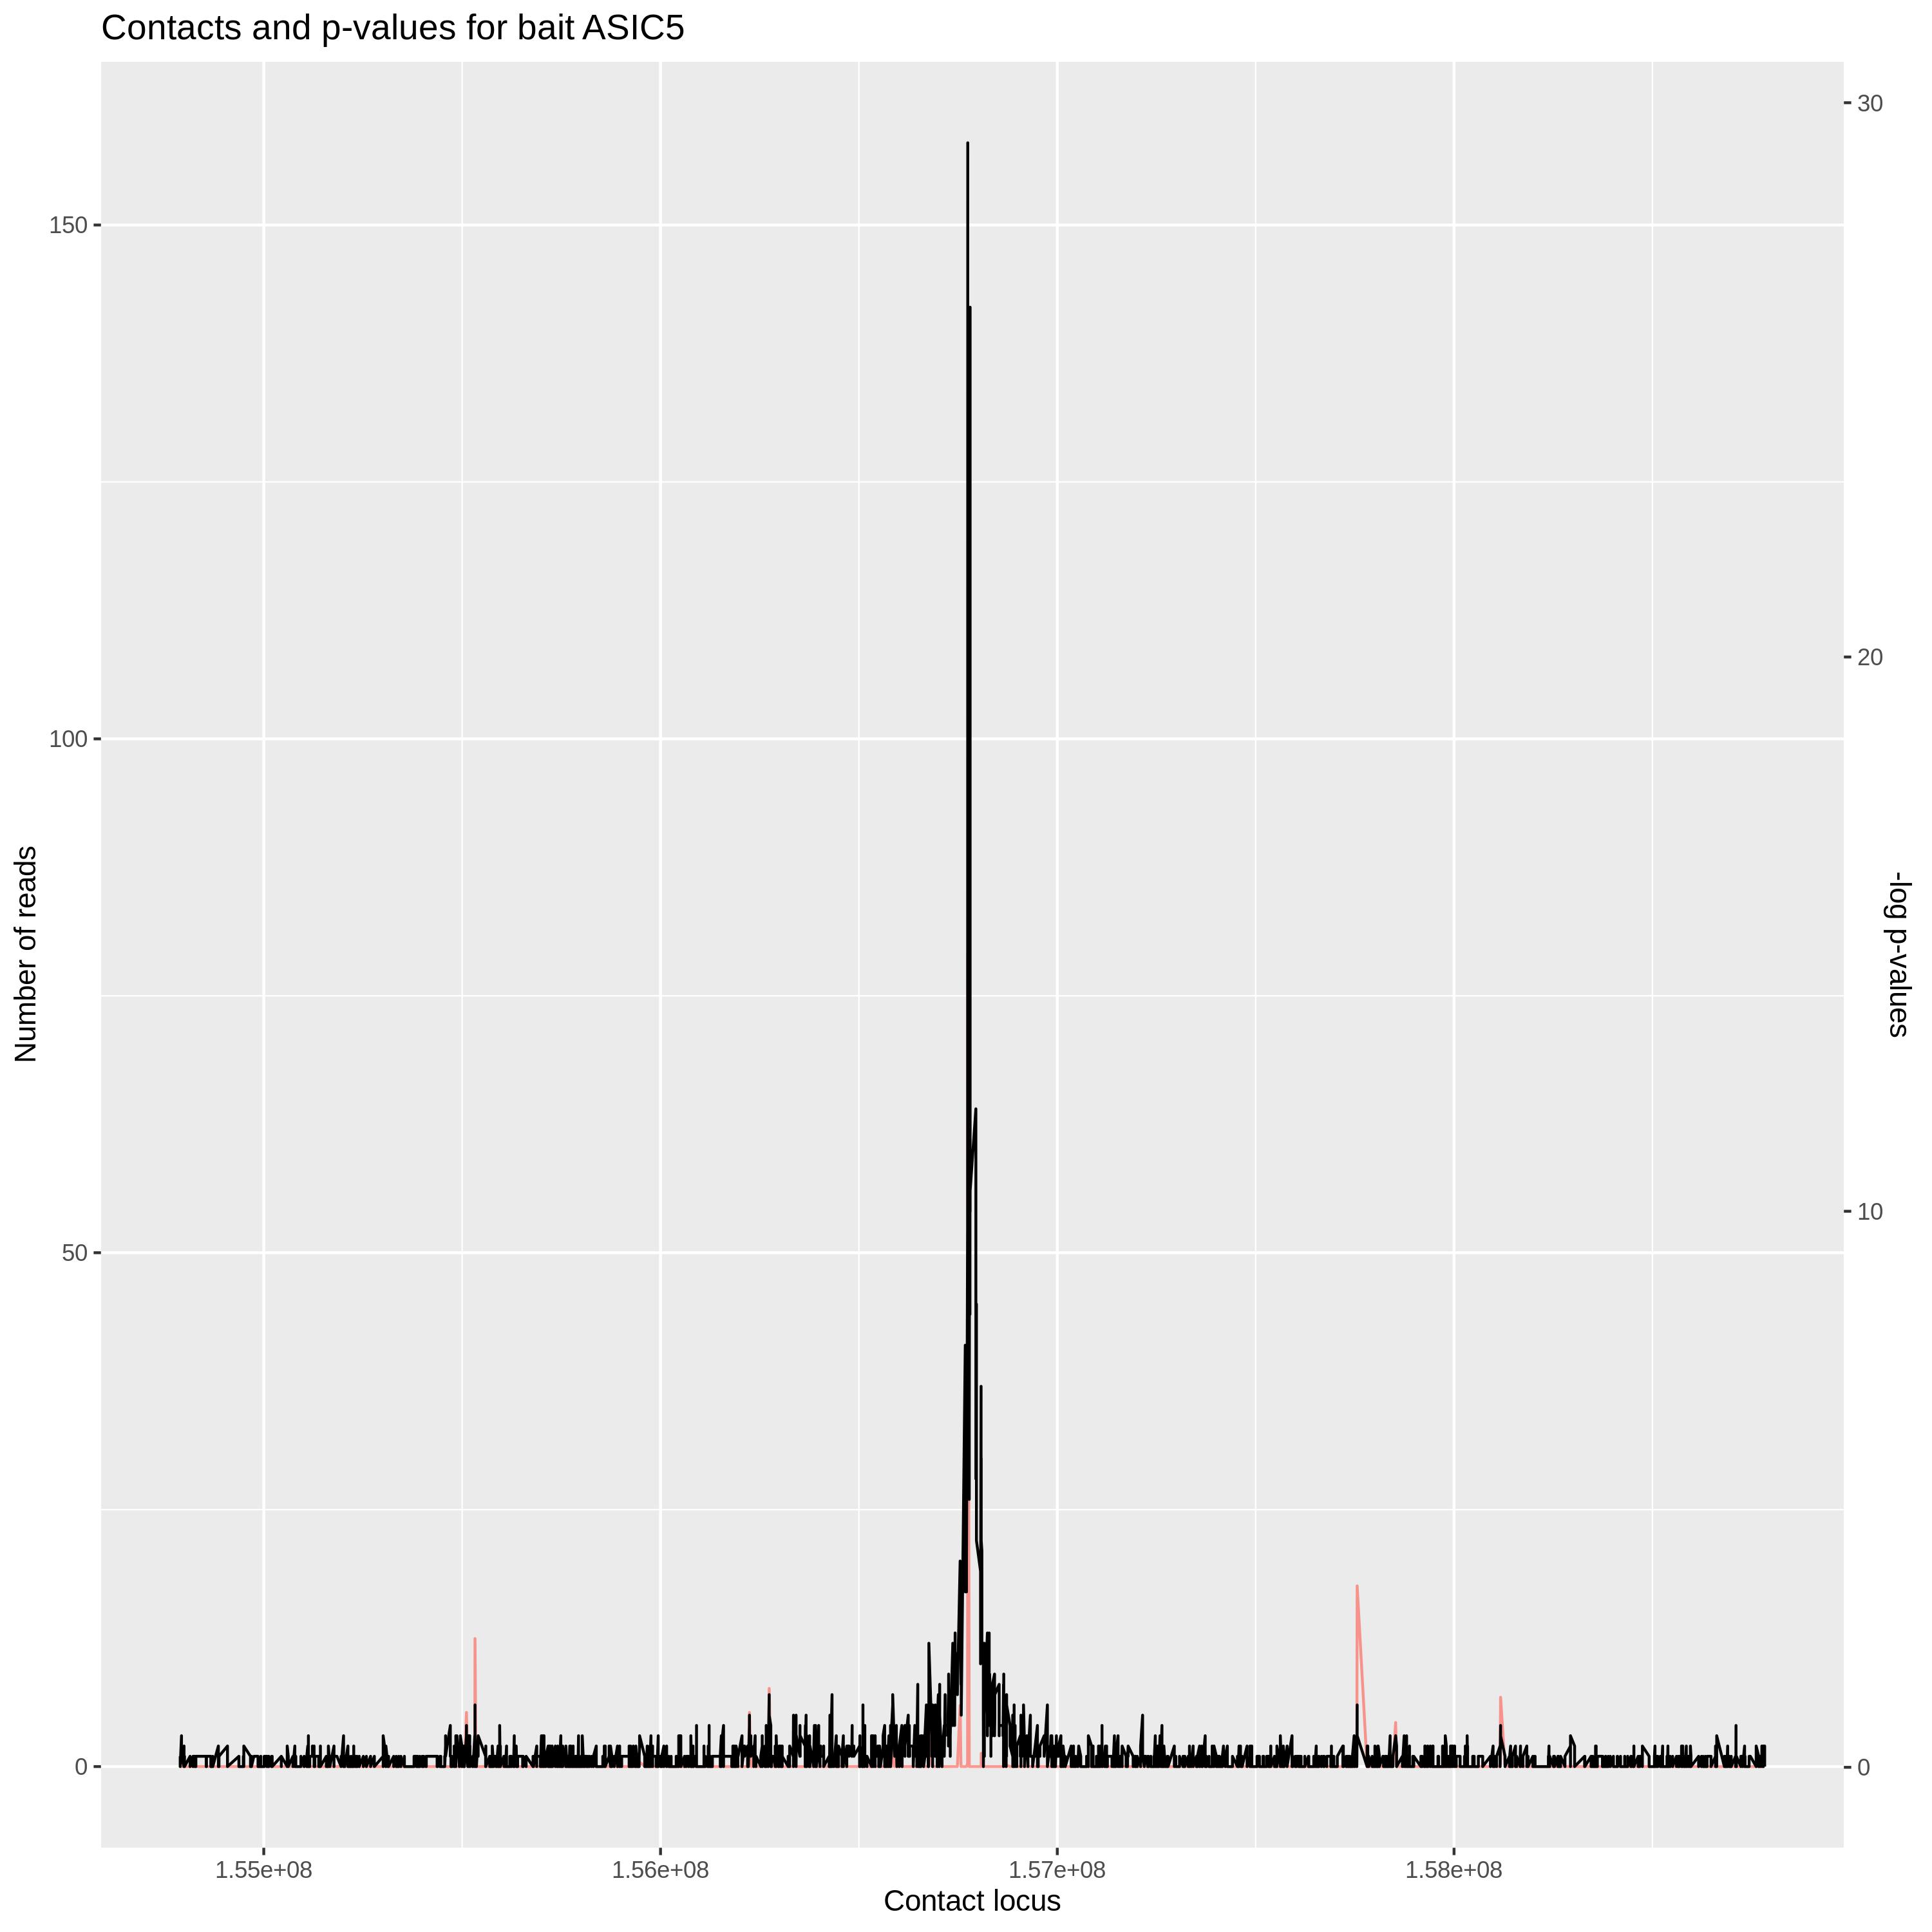 Contacts and p-values for bait ASIC5
150
100
50
0
Number of reads
30
20
10
0
-log p-values
1.55e+08
1.56e+08
1.57e+08
1.58e+08
Contact locus